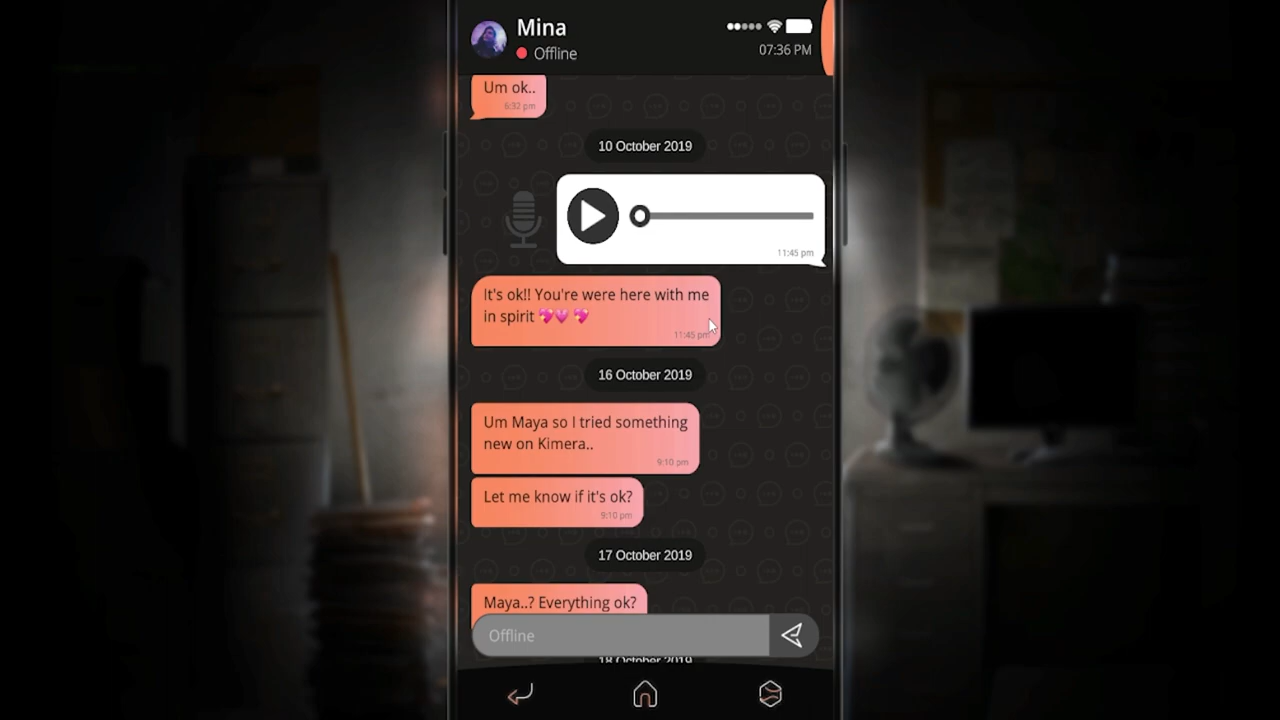 Mina
Offline
07:36 PM
Um ok..
6:32 pm
10 October 2019
11:45 pm
It's ok!! You're were here with me
in spirit 💖💗 💖
11:45 pm
16 October 2019
Um Maya so I tried something
new on Kimera..
9:10 pm
Let me know if it's ok?
9:10 pm
17 October 2019
Maya..? Everything ok?
Offline
18 October 2019